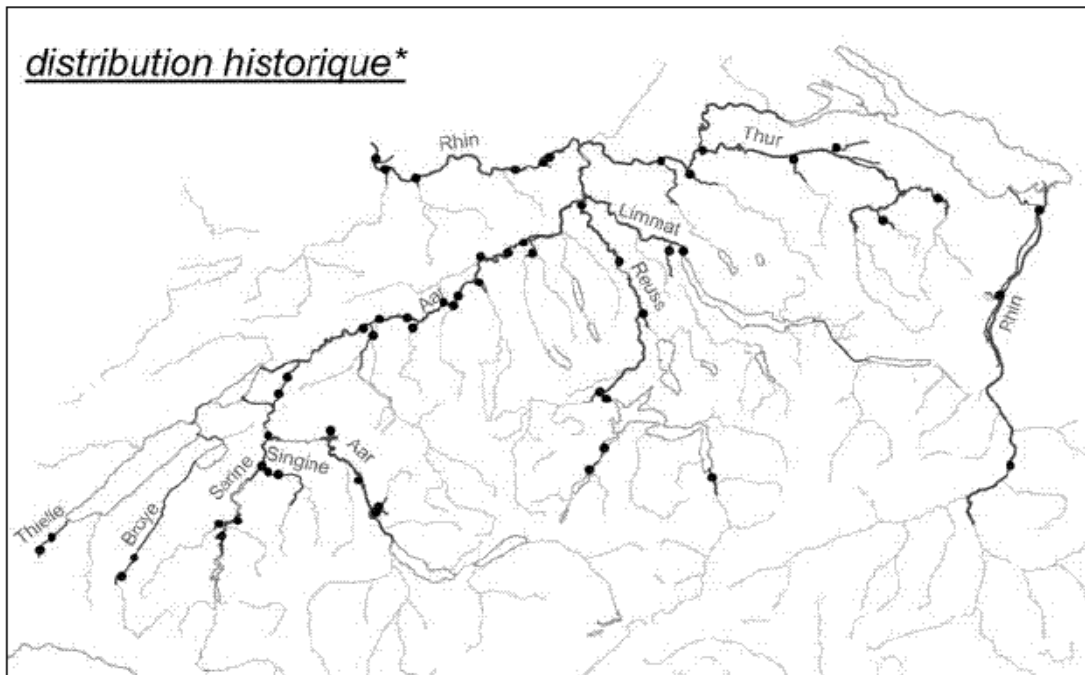 distribution historique*
Rhin
Thur
Limmat
Reuss
Aar
Rhin
Aar
Singine
Sarine
Broye
Thielle